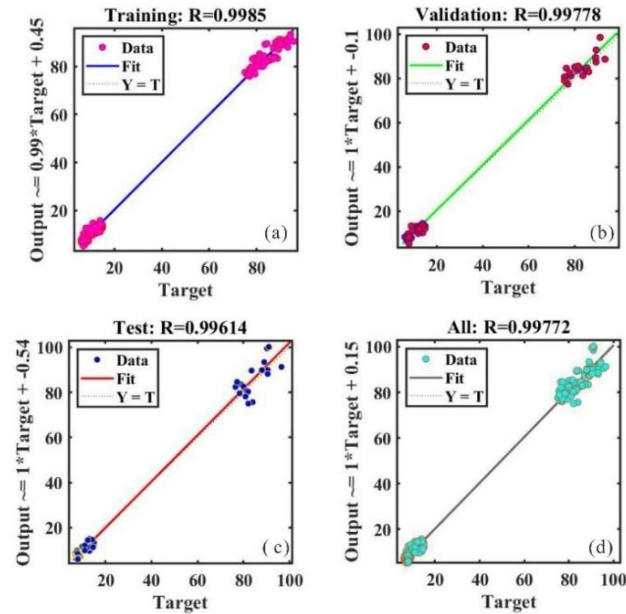 Training: R=0.9985
Output ~= 0.99*Target + 0.45
Data
Fit
Y = T
80
60
40
20
20 40 60 80
(a)
Target
Validation: R=0.99778
Output ~= 1*Target + -0.1
Data
Fit
Y = T
100
80
60
40
20
20 40 60 80
(b)
Target
Test: R=0.99614
Output ~= 1*Target + -0.54
Data
Fit
Y = T
100
80
60
40
20
20 40 60 80 100
(c)
Target
All: R=0.99772
Output ~= 1*Target + 0.15
Data
Fit
Y = T
100
80
60
40
20
20 40 60 80 100
(d)
Target